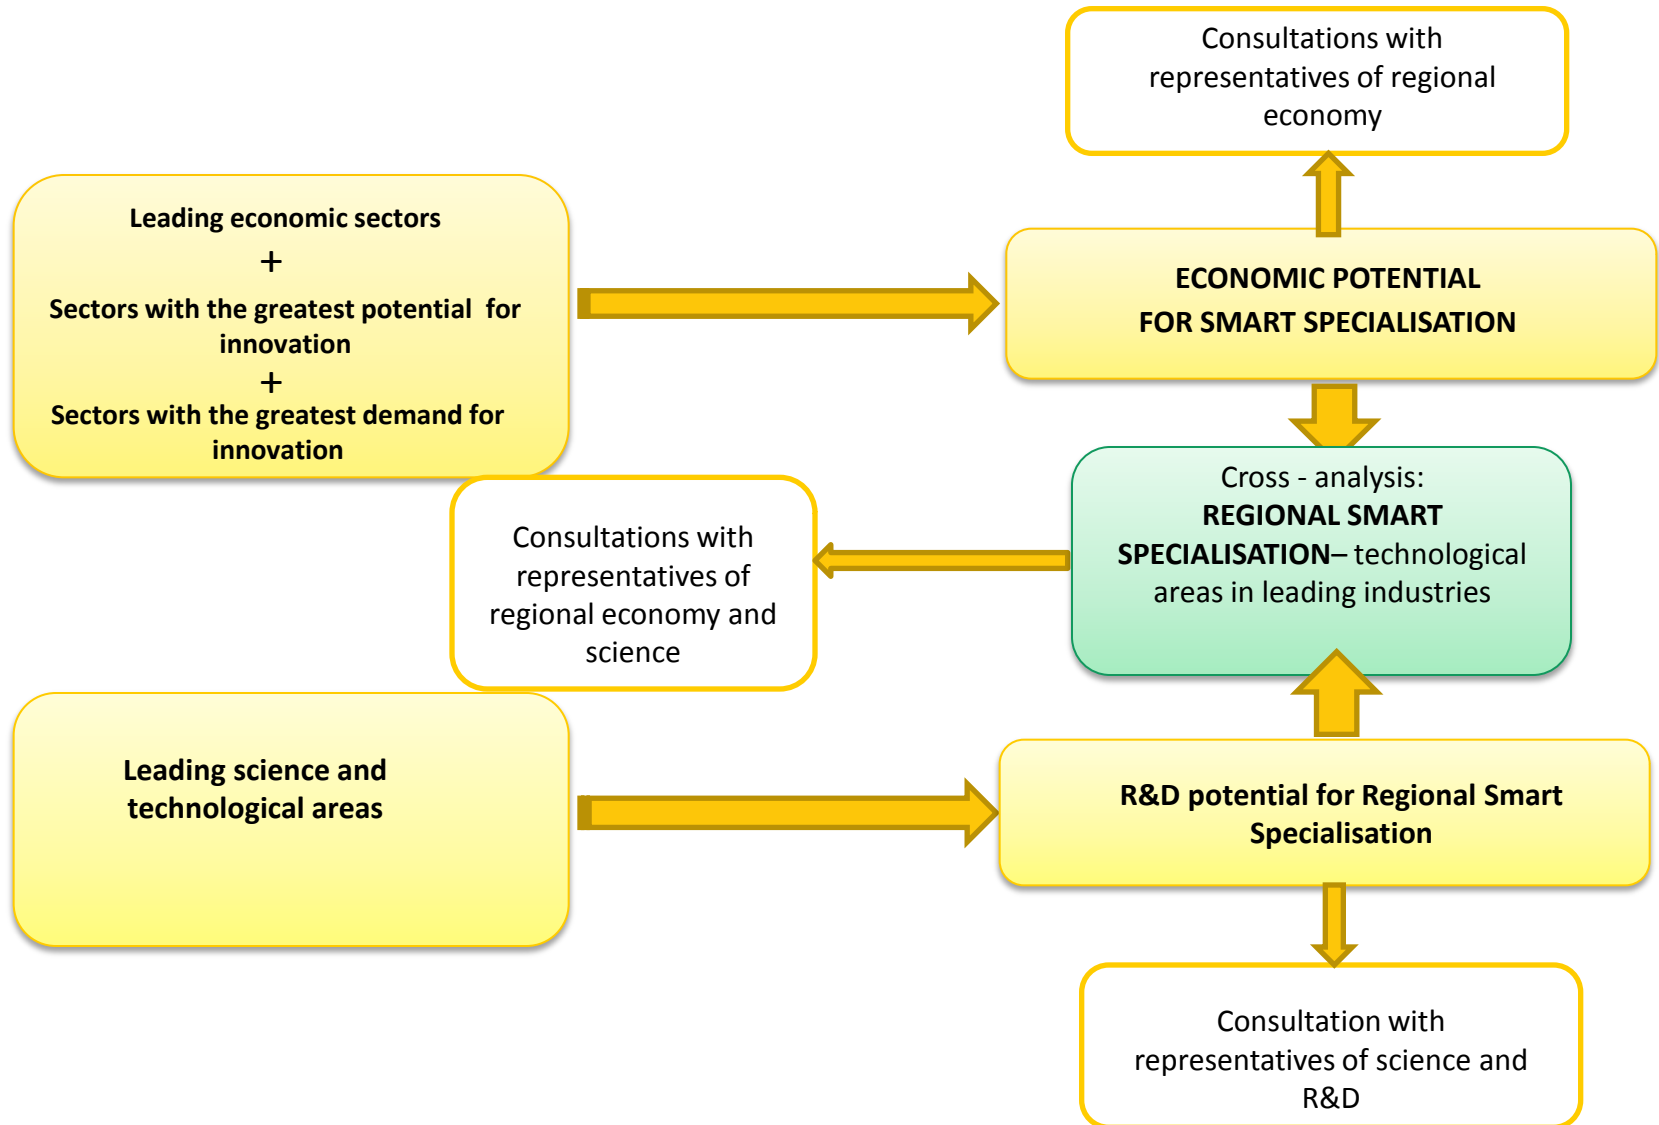 Consultations with
representatives of regional
economy
Leading economic sectors
+
Sectors with the greatest potential for
innovation
+
Sectors with the greatest demand for
innovation
ECONOMIC POTENTIAL
FOR SMART SPECIALISATION
Cross - analysis:
REGIONAL SMART
SPECIALISATION– technological
areas in leading industries
Consultations with
representatives of
regional economy and
science
Leading science and
technological areas
R&D potential for Regional Smart
Specialisation
Consultation with
representatives of science and
R&D